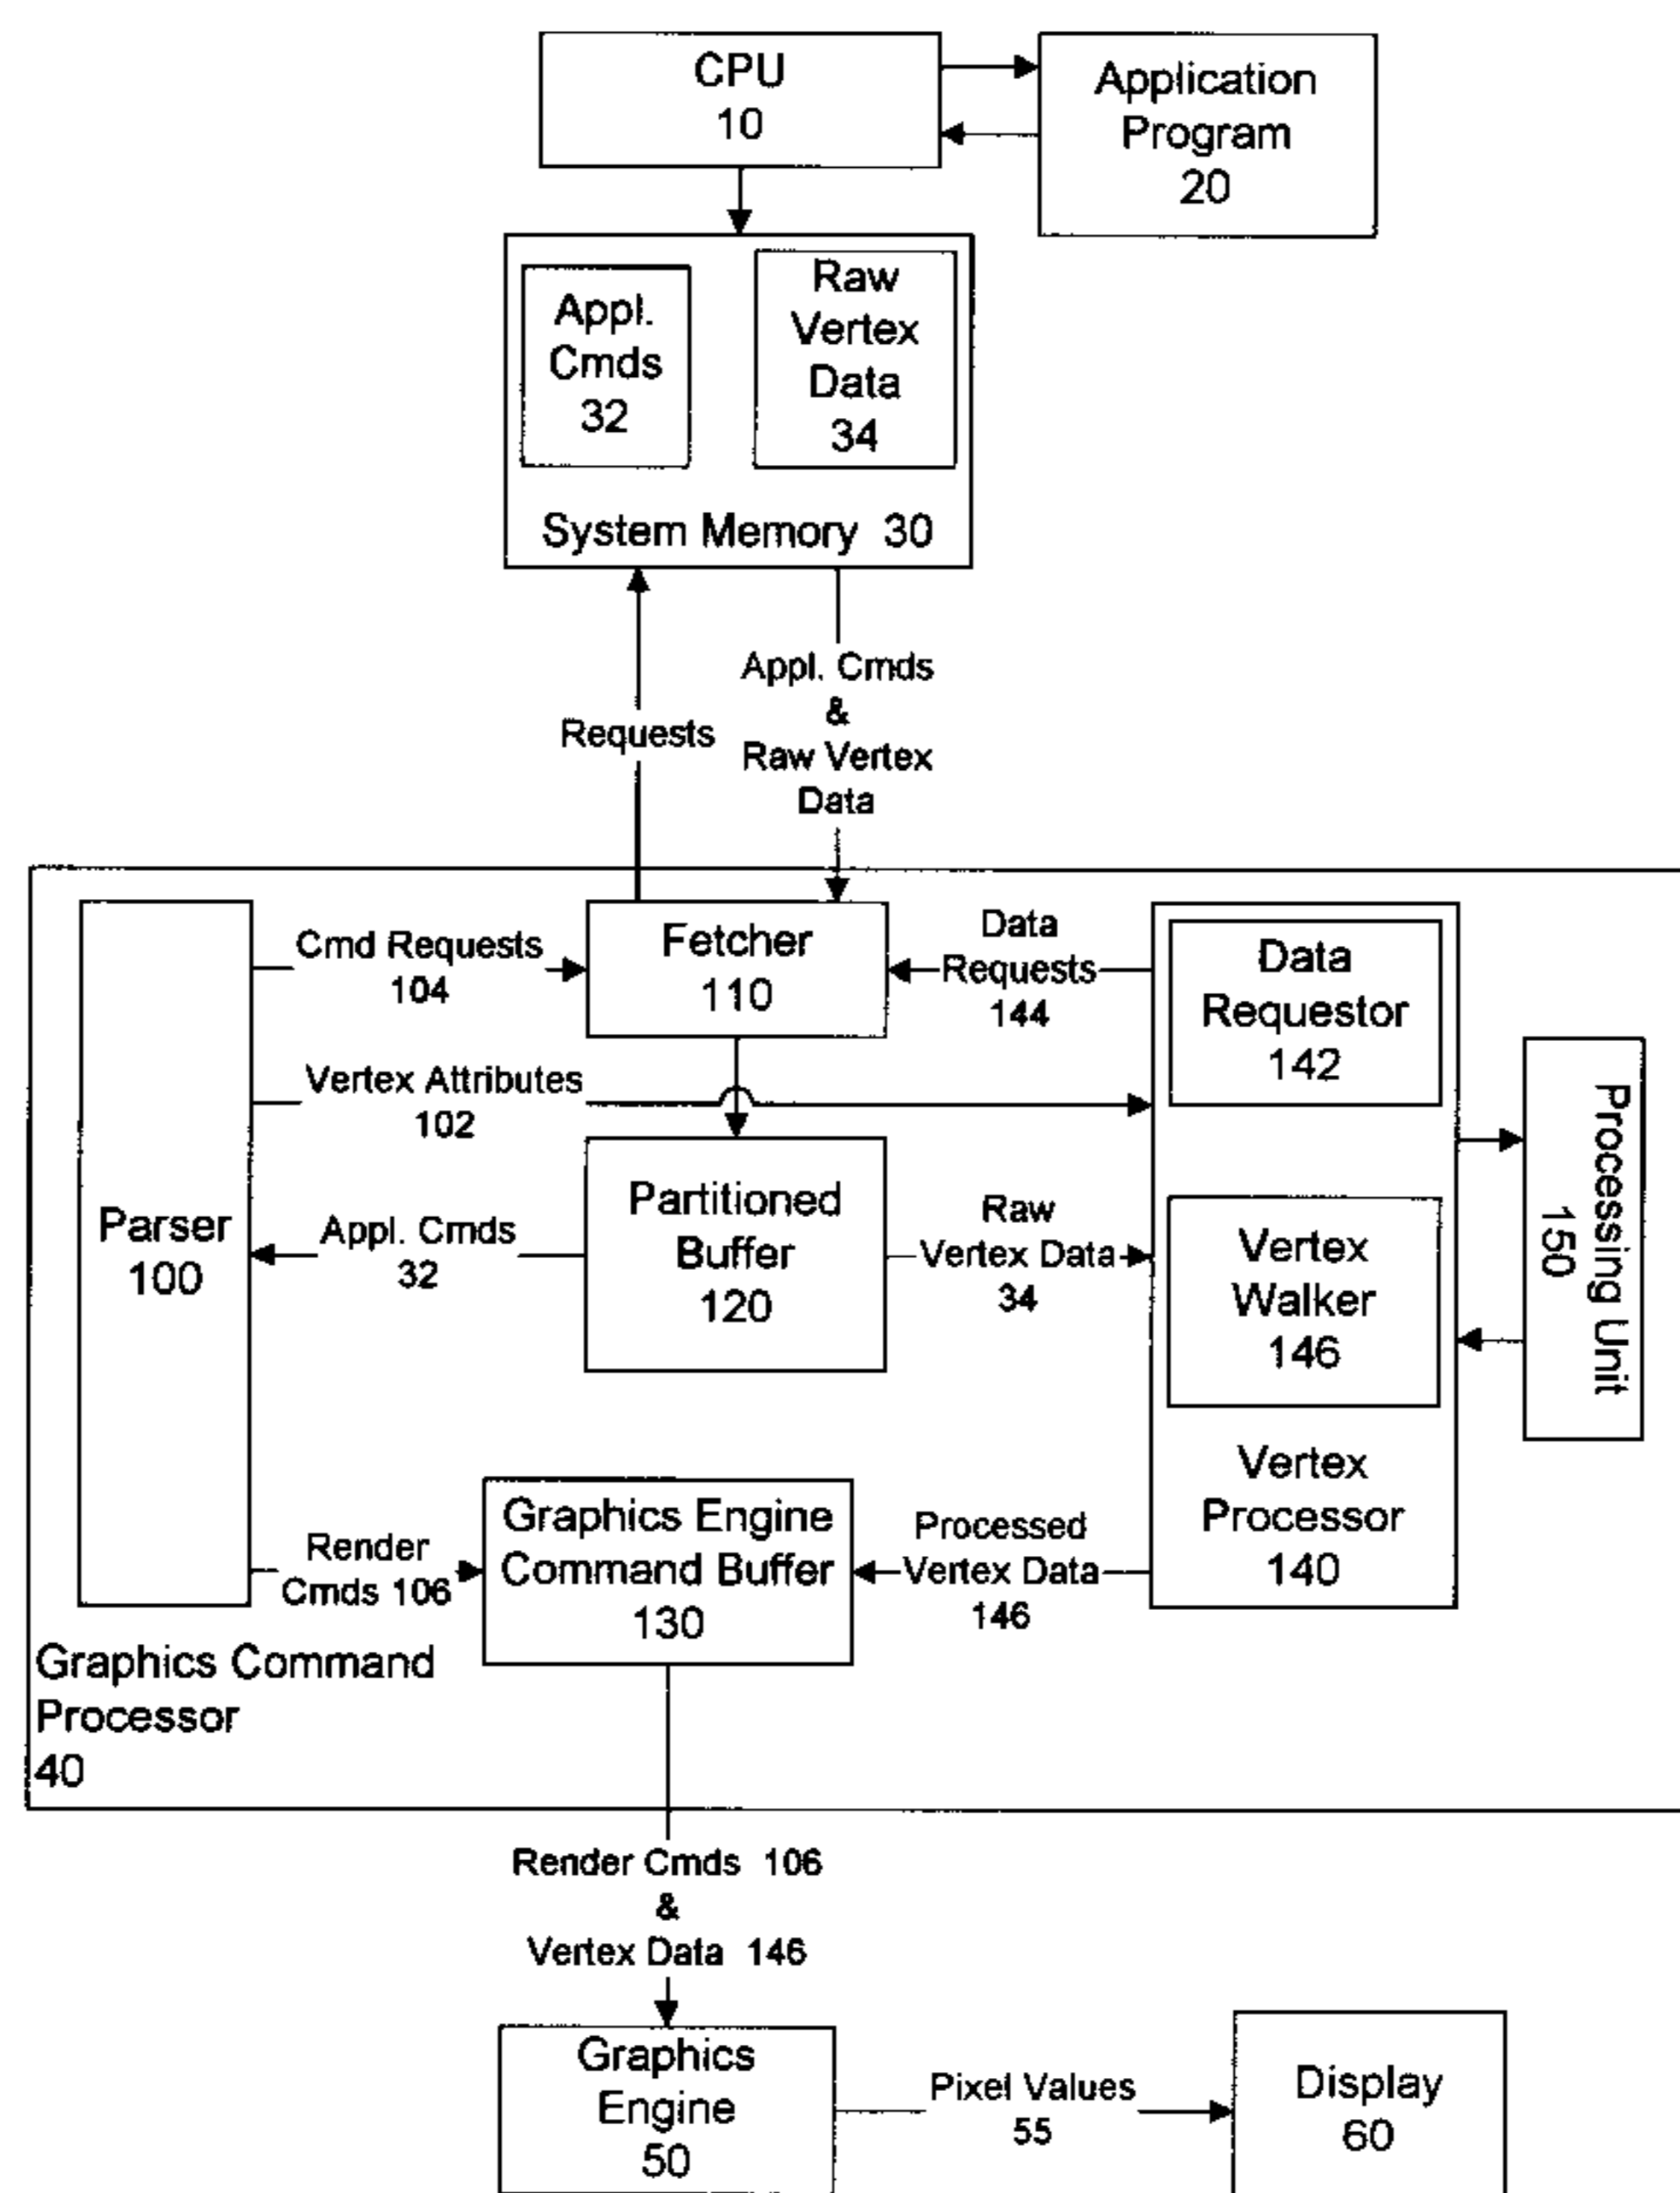 CPU
10
Application
Program
20
Appl.
Cmds
32
Raw
Vertex
Data
34
System Memory 30
Requests
Appl. Cmds
&
Raw Vertex
Data
Parser
100
Cmd Requests
104
Fetcher
110
Data
Requests
144
Data
Requestor
142
Vertex Attributes
102
Processing Unit
150
Appl. Cmds
32
Partitioned
Buffer
120
Raw
Vertex Data
34
Vertex
Walker
146
Vertex
Processor
140
Render
Cmds 106
Graphics Engine
Command Buffer
130
Processed
Vertex Data
146
Graphics Command
Processor
40
Render Cmds 106
&
Vertex Data 146
Graphics
Engine
50
Pixel Values
55
Display
60